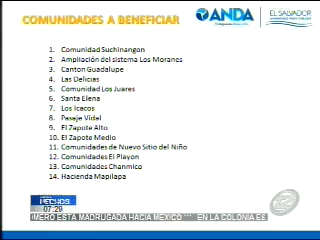 COMUNIDADES A BENEFICIAR
ANDA
EL SALVADOR
1. Comunidad Suchinangon
2. Ampliación del sistema Los Moranes
3. Canton Guadalupe
4. Las Delicias
5. Comunidad Los Juares
6. Santa Elena
7. Los Icacos
8. Pasaje Vidal
9. El Zapote Alto
10. El Zapote Medio
11. Comunidades de Nuevo Sitio del Niño
12. Comunidades El Playon
13. Comunidades Chanmico
14. Hacienda Mapilapa
HECHOS
07:29
MERO ESTA MADRUGADA HACIA MEXICO EN LA COLONIA ES